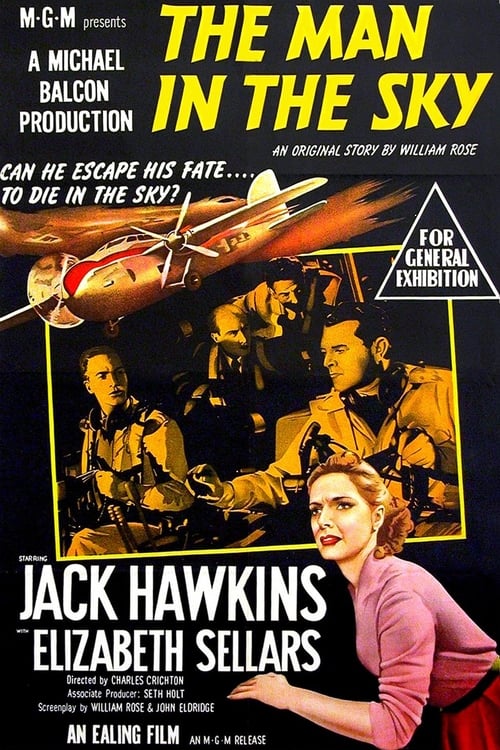 M·G·M presents
THE MAN
IN THE SKY
A MICHAEL
BALCON
PRODUCTION
AN ORIGINAL STORY BY WILLIAM ROSE
CAN HE ESCAPE HIS FATE....
TO DIE IN THE SKY?
FOR
GENERAL
EXHIBITION
STARRING
JACK HAWKINS
WITH
ELIZABETH SELLARS
Directed by CHARLES CRICHTON
Associate Producer: SETH HOLT
Screenplay by WILLIAM ROSE & JOHN ELDRIDGE
AN EALING FILM
AN M·G·M RELEASE